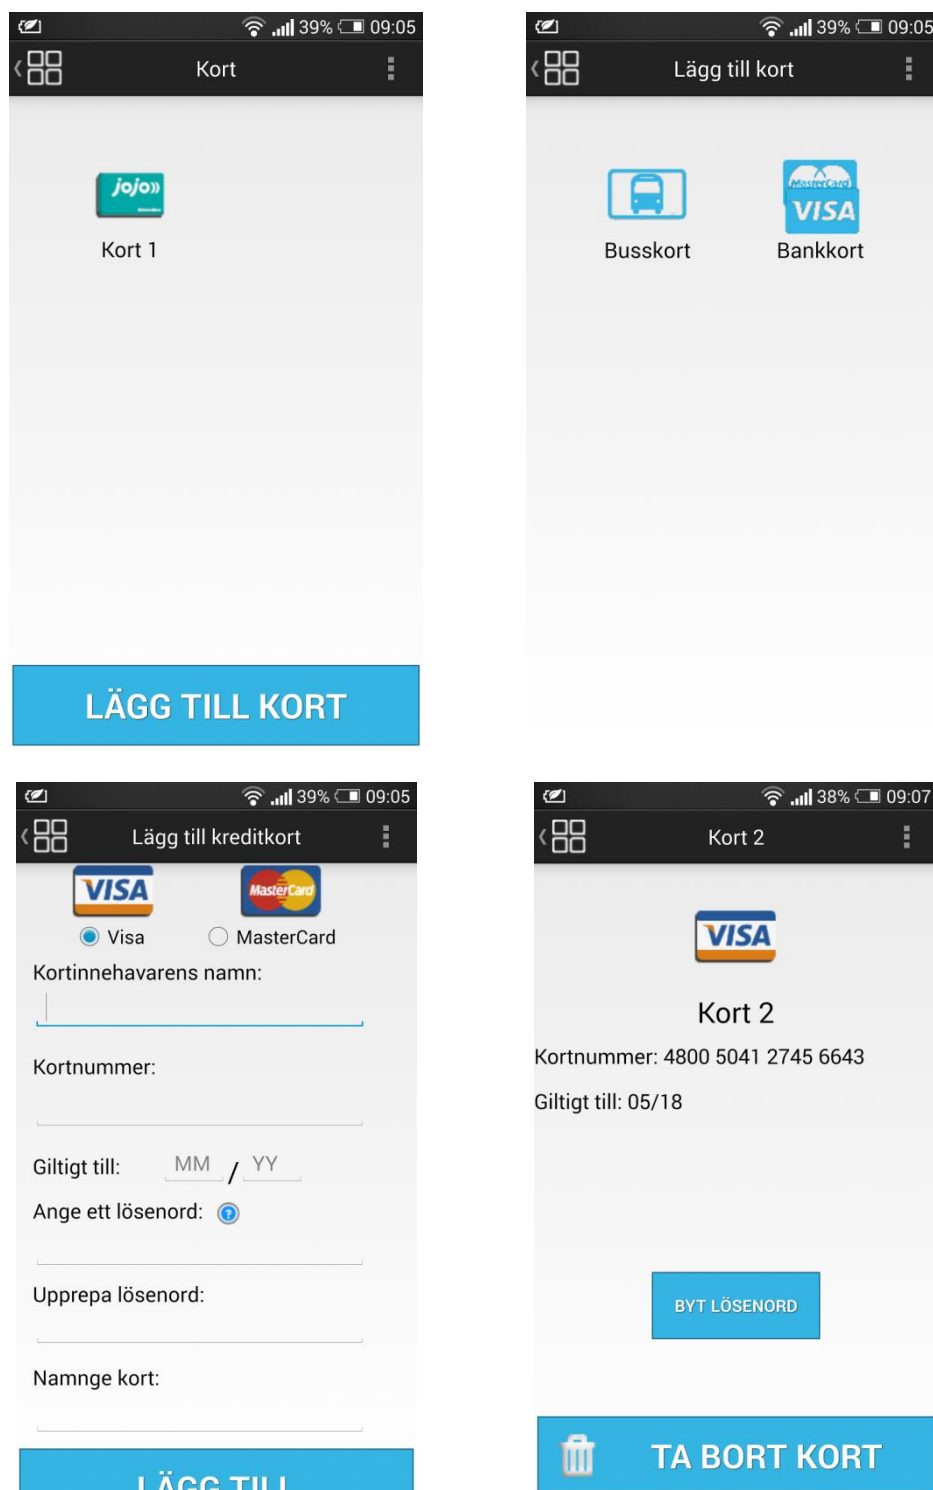 39% 09:05
Kort
jojo
Kort 1
LÄGG TILL KORT
39% 09:05
Lägg till kort
MasterCard
VISA
Busskort Bankkort
39% 09:05
Lägg till kreditkort
VISA MasterCard
Visa MasterCard
Kortinnehavarens namn:
Kortnummer:
Giltigt till: MM / YY
Ange ett lösenord: ?
Upprepa lösenord:
Namnge kort:
LÄGG TILL
38% 09:07
Kort 2
VISA
Kort 2
Kortnummer: 4800 5041 2745 6643
Giltigt till: 05/18
BYT LÖSENORD
TA BORT KORT